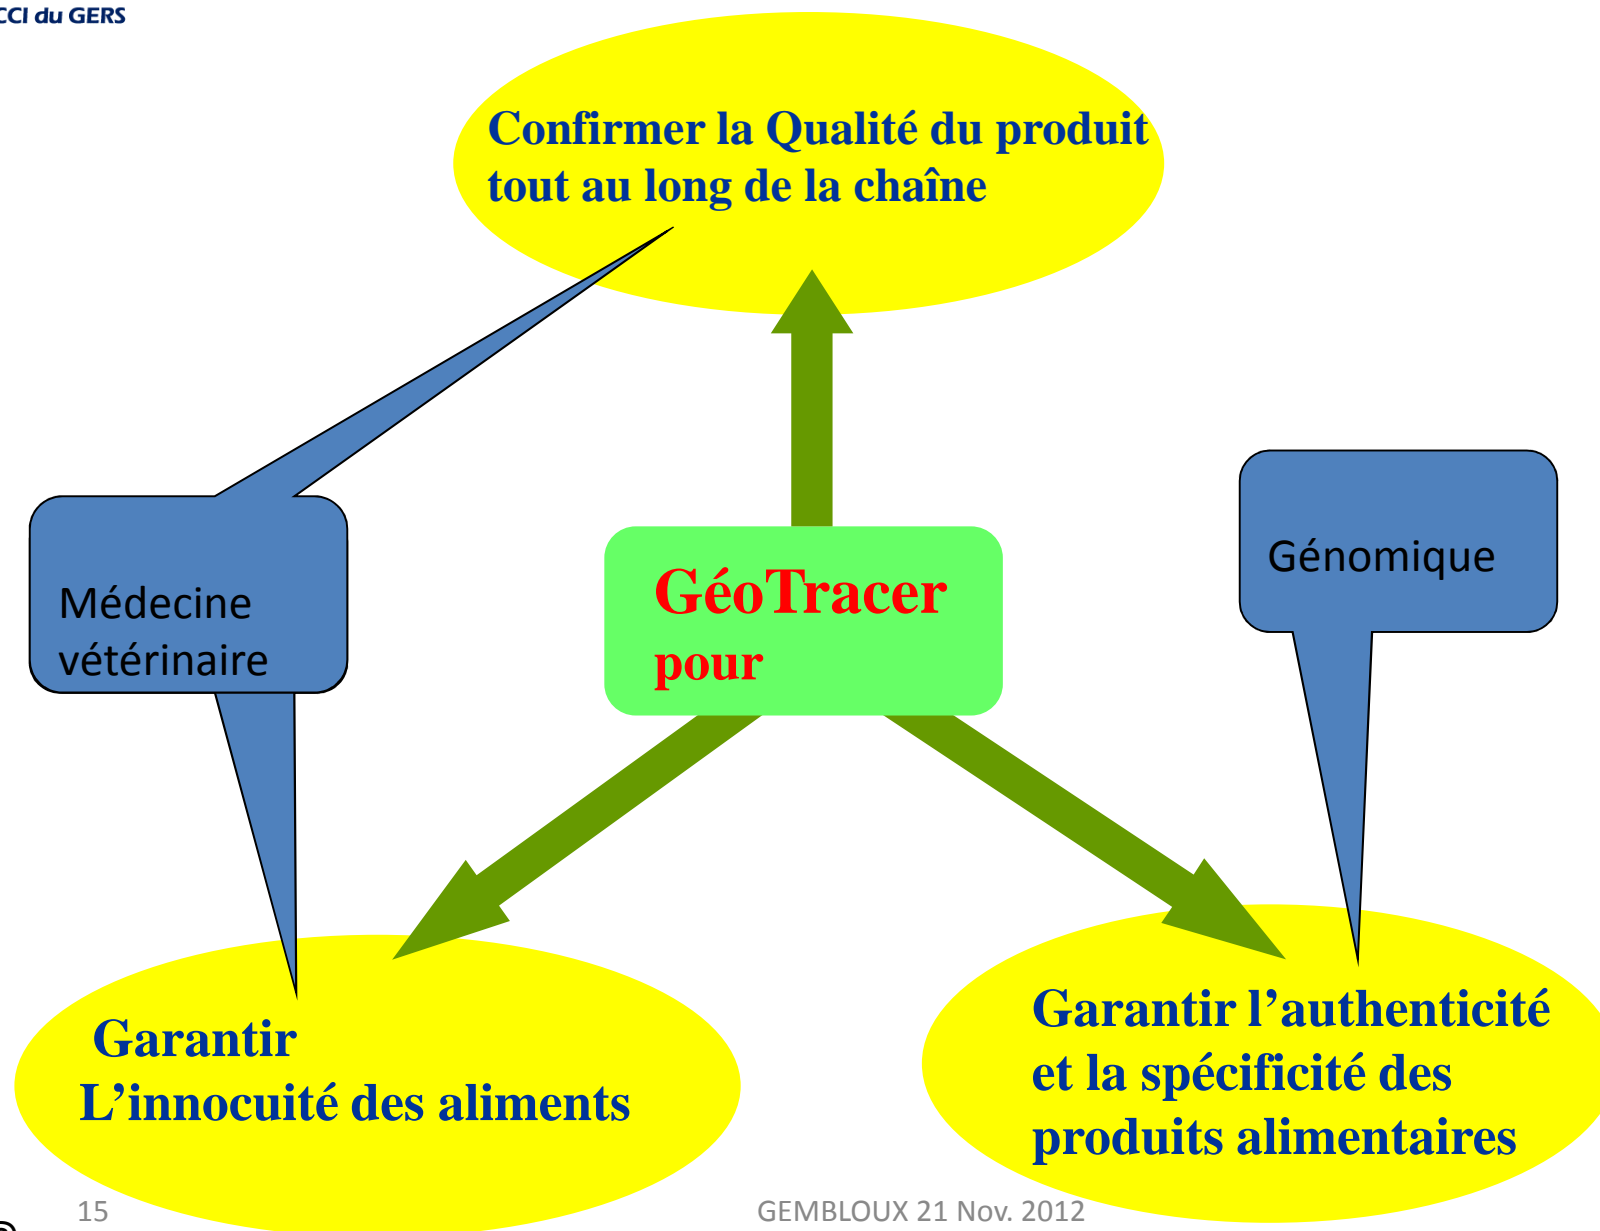 CCI du GERS
Confirmer la Qualité du produit
tout au long de la chaîne
Médecine
vétérinaire
GéoTracer
pour
Génomique
Garantir
L’innocuité des aliments
Garantir l’authenticité
et la spécificité des
produits alimentaires
15
GEMBLOUX 21 Nov. 2012